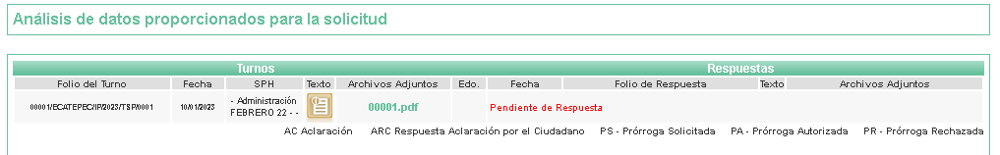 Análisis de datos proporcionados para la solicitud
Turnos Respuestas
Folio del Turno Fecha SPH Texto Archivos Adjuntos Edo. Fecha Folio de Respuesta Texto Archivos Adjuntos
00001/ECATEPEC/IP/2023/TSP/0001 10/01/2023 - Administración FEBRERO 22 - - 00001.pdf Pendiente de Respuesta
AC Aclaración ARC Respuesta Aclaración por el Ciudadano PS - Prórroga Solicitada PA - Prórroga Autorizada PR - Prórroga Rechazada